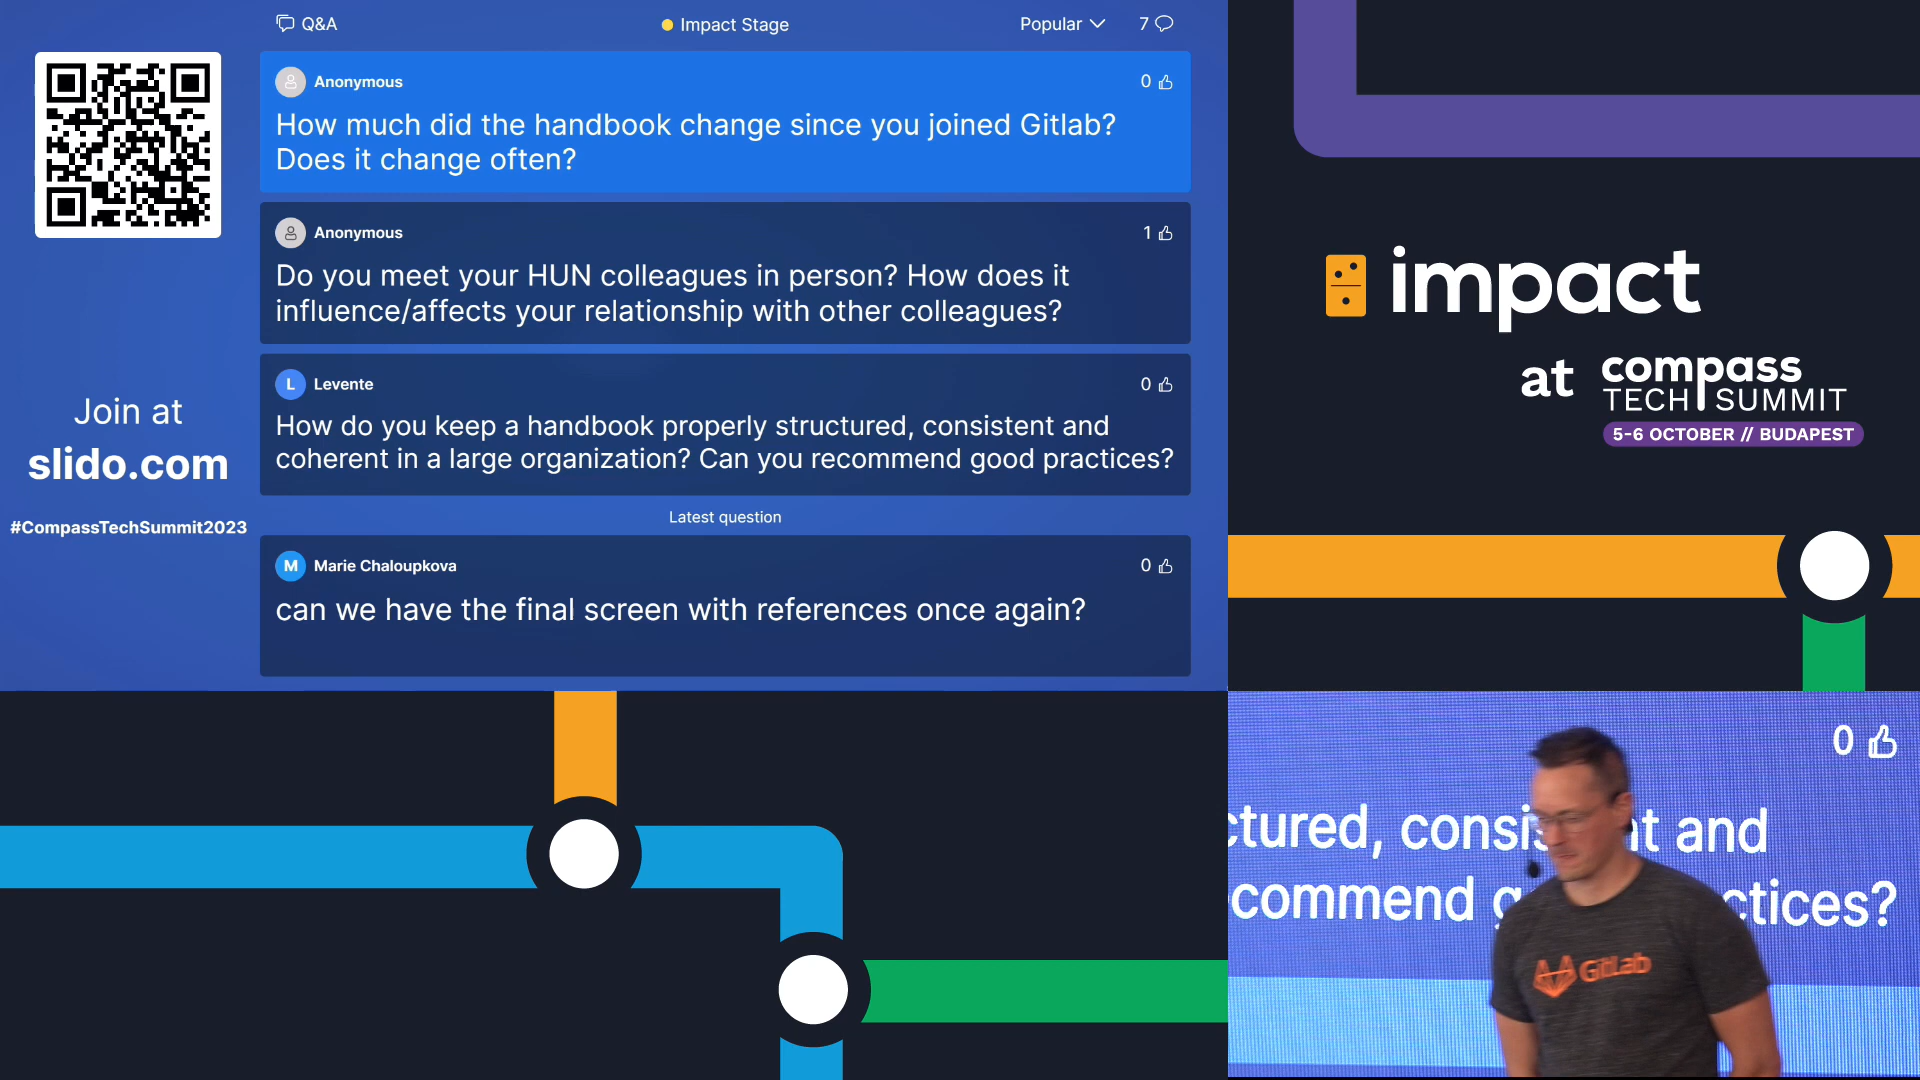 Q&A
Impact Stage
Popular
7
Anonymous
0
How much did the handbook change since you joined Gitlab?
Does it change often?
Anonymous
1
Do you meet your HUN colleagues in person? How does it
influence/affects your relationship with other colleagues?
L
Levente
0
How do you keep a handbook properly structured, consistent and
coherent in a large organization? Can you recommend good practices?
Latest question
M
Marie Chaloupkova
0
can we have the final screen with references once again?
Join at
slido.com
#CompassTechSummit2023
impact
at
compass
TECH SUMMIT
5-6 OCTOBER // BUDAPEST
0
and
GitLab